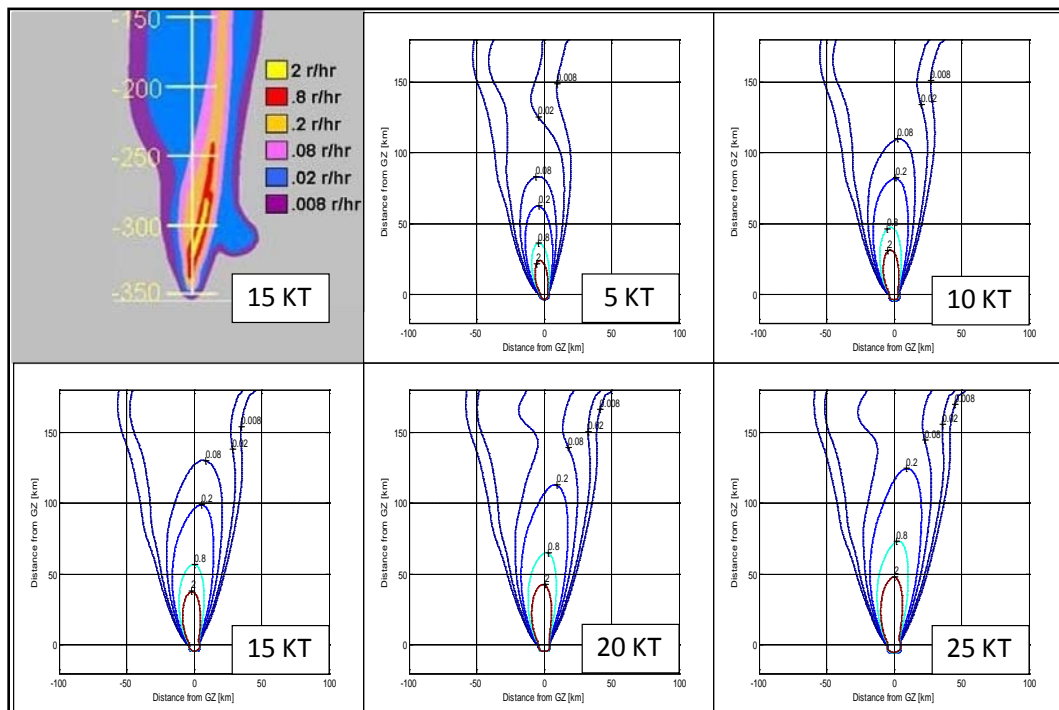 -150
-200
-250
-300
-350
2 r/hr
.8 r/hr
.2 r/hr
.08 r/hr
.02 r/hr
.008 r/hr
15 KT
150
100
50
0
-100 -50 0 50 100
Distance from GZ [km]
Distance from GZ [km]
0.008
0.02
0.08
0.2
0.8
2
5 KT
150
100
50
0
-100 -50 0 50 100
Distance from GZ [km]
Distance from GZ [km]
0.008
0.02
0.08
0.2
0.8
2
10 KT
150
100
50
0
-100 -50 0 50 100
Distance from GZ [km]
Distance from GZ [km]
0.008
0.02
0.08
0.2
0.8
2
15 KT
150
100
50
0
-100 -50 0 50 100
Distance from GZ [km]
Distance from GZ [km]
0.008
0.02
0.08
0.2
0.8
2
20 KT
150
100
50
0
-100 -50 0 50 100
Distance from GZ [km]
Distance from GZ [km]
0.008
0.02
0.08
0.2
0.8
2
25 KT